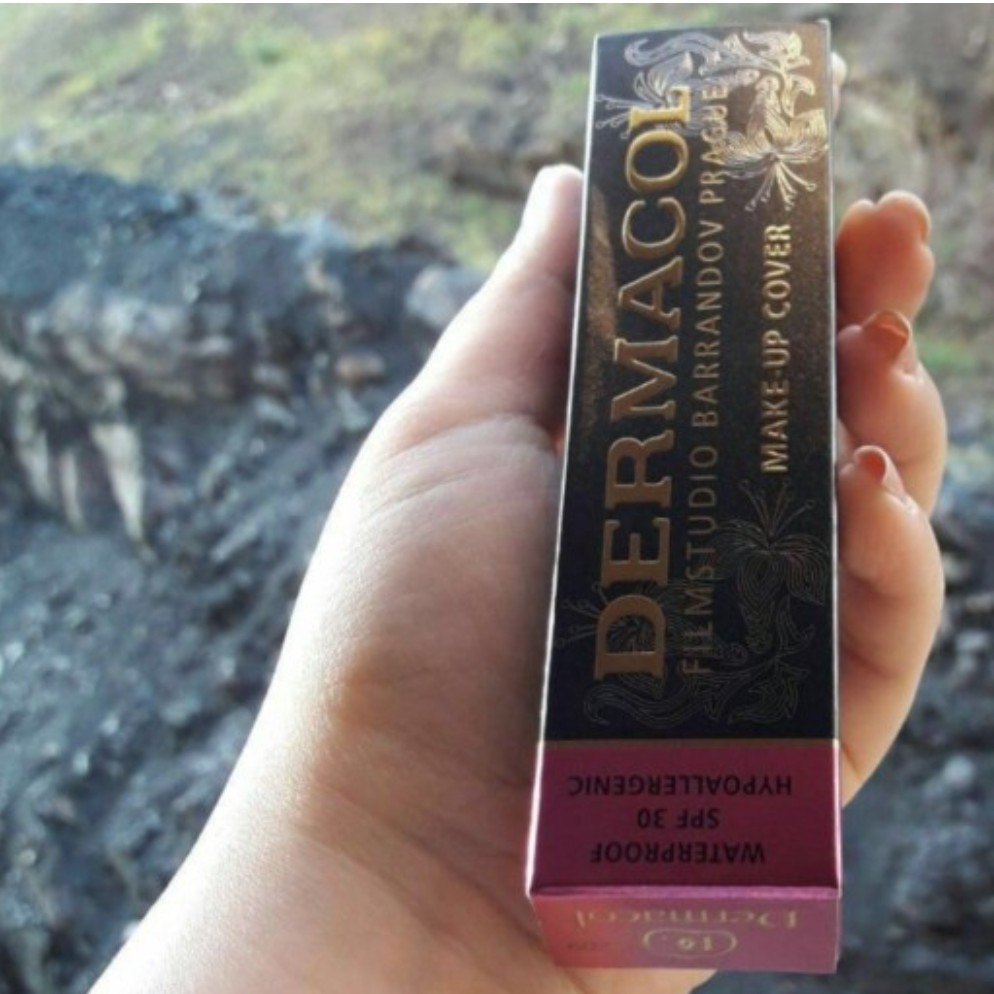 DERMACOL
FILMSTUDIO BARRANDOV PRAGUE
MAKE-UP COVER
WATERPROOF
SPF 30
HYPOALLERGENIC
Dermacol